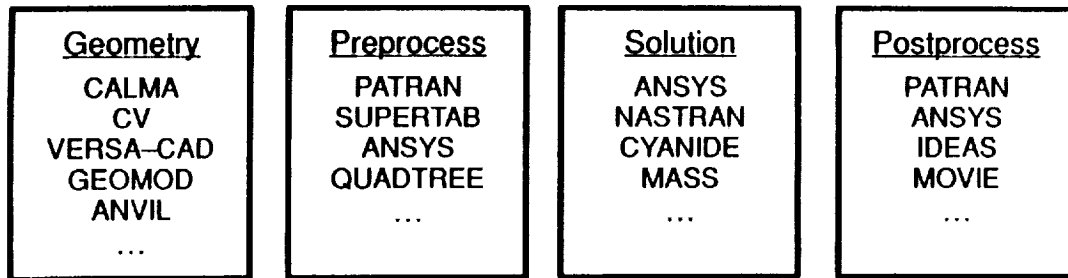 Geometry
CALMA
CV
VERSA–CAD
GEOMOD
ANVIL
...
Preprocess
PATRAN
SUPERTAB
ANSYS
QUADTREE
...
Solution
ANSYS
NASTRAN
CYANIDE
MASS
...
Postprocess
PATRAN
ANSYS
IDEAS
MOVIE
...